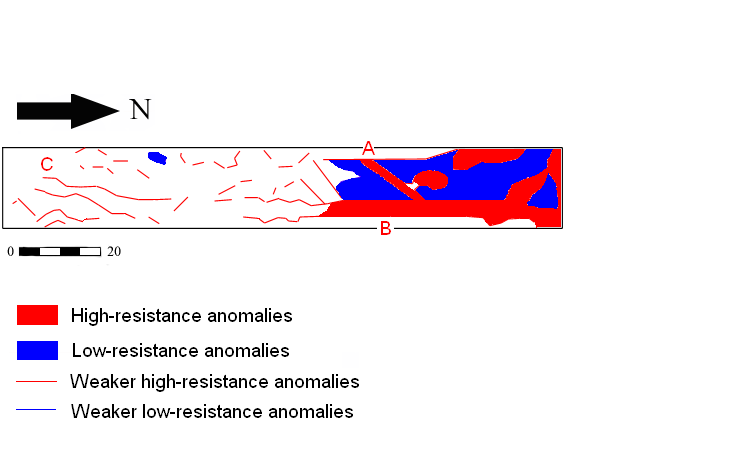 N
A
C
B
0 20
High-resistance anomalies
Low-resistance anomalies
Weaker high-resistance anomalies
Weaker low-resistance anomalies